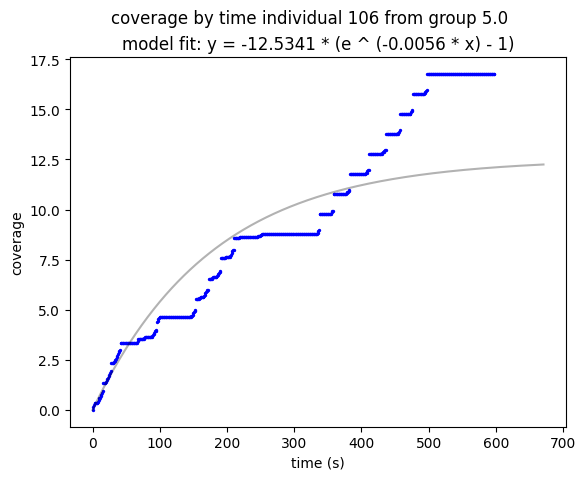 coverage by time individual 106 from group 5.0
model fit: y = -12.5341 * (e ^ (-0.0056 * x) - 1)
17.5
15.0
12.5
10.0
7.5
5.0
2.5
0.0
coverage
0 100 200 300 400 500 600 700
time (s)